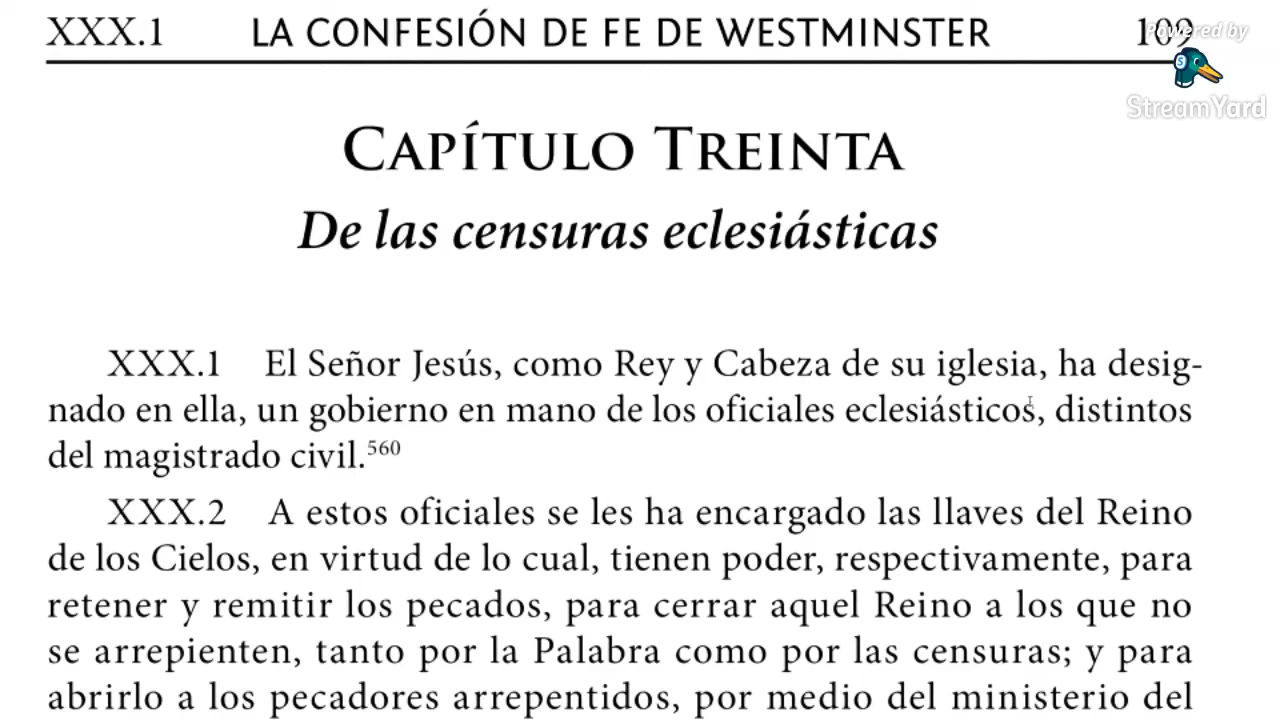 XXX.1 LA CONFESIÓN DE FE DE WESTMINSTER 109
Powered by
StreamYard
CAPÍTULO TREINTA
De las censuras eclesiásticas
XXX.1 El Señor Jesús, como Rey y Cabeza de su iglesia, ha desig-
nado en ella, un gobierno en mano de los oficiales eclesiásticos, distintos
del magistrado civil.560
XXX.2 A estos oficiales se les ha encargado las llaves del Reino
de los Cielos, en virtud de lo cual, tienen poder, respectivamente, para
retener y remitir los pecados, para cerrar aquel Reino a los que no
se arrepienten, tanto por la Palabra como por las censuras; y para
abrirlo a los pecadores arrepentidos, por medio del ministerio del